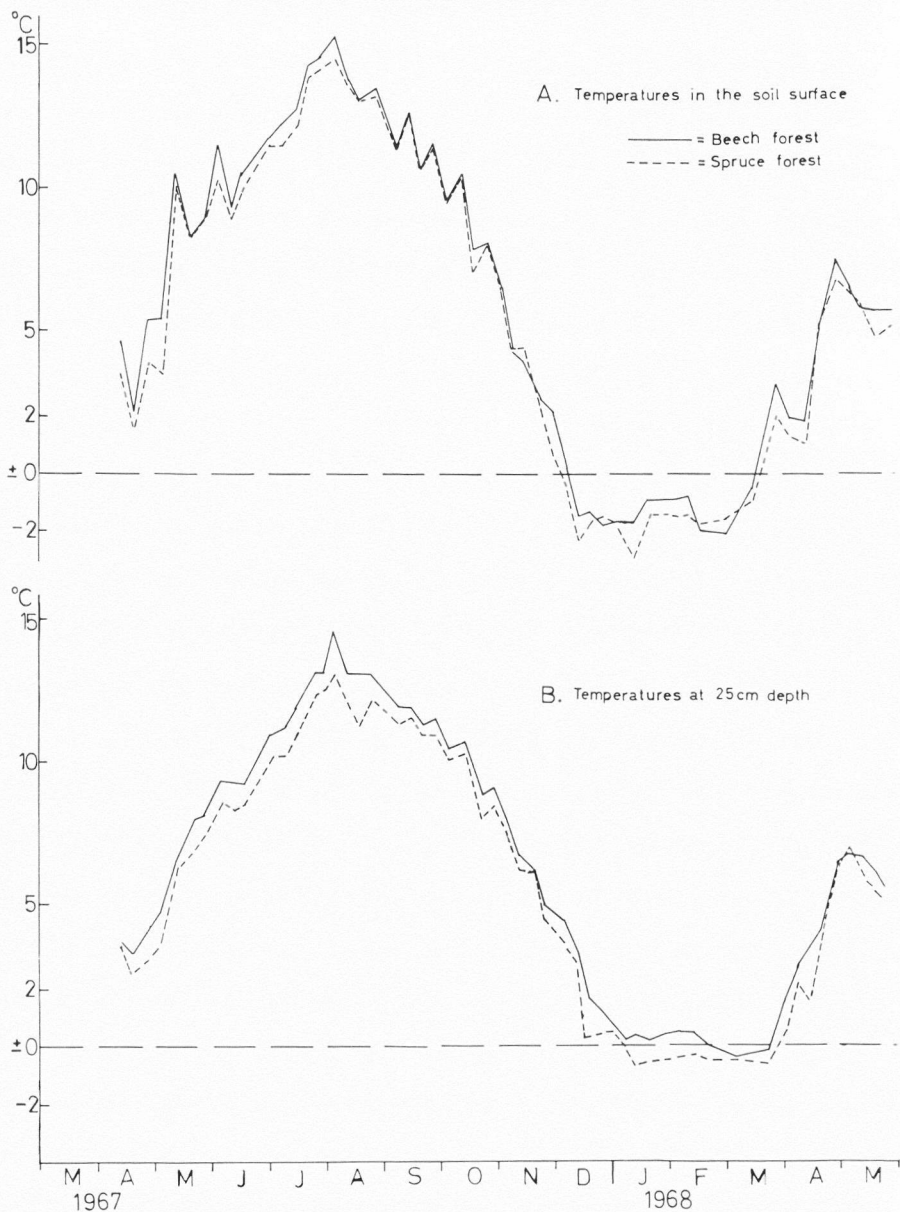 °C
15
A. Temperatures in the soil surface
= Beech forest
= Spruce forest
10
5
2
± 0
-2
°C
15
B. Temperatures at 25cm depth
10
5
2
±0
-2
M A M J J A S O N D J F M A M
1967 1968